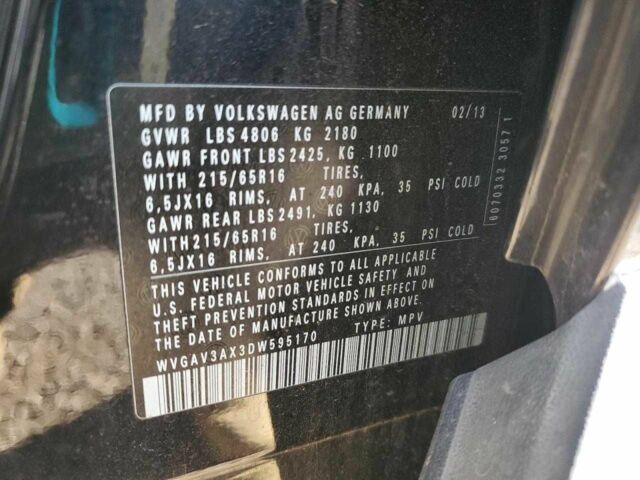 MFD BY VOLKSWAGEN AG GERMANY 02/13
GVWR LBS 4806 KG 2180
GAWR FRONT LBS 2425, KG 1100
WITH 215/65R16 TIRES,
6,5JX16 RIMS, AT 240 KPA, 35 PSI COLD
GAWR REAR LBS 2491, KG 1130
WITH 215/65R16 TIRES,
6,5JX16 RIMS, AT 240 KPA, 35 PSI COLD
THIS VEHICLE CONFORMS TO ALL APPLICABLE
U.S. FEDERAL MOTOR VEHICLE SAFETY AND
THEFT PREVENTION STANDARDS IN EFFECT ON
THE DATE OF MANUFACTURE SHOWN ABOVE.
WVGAV3AX3DW595170 TYPE: MPV
6070332 30571